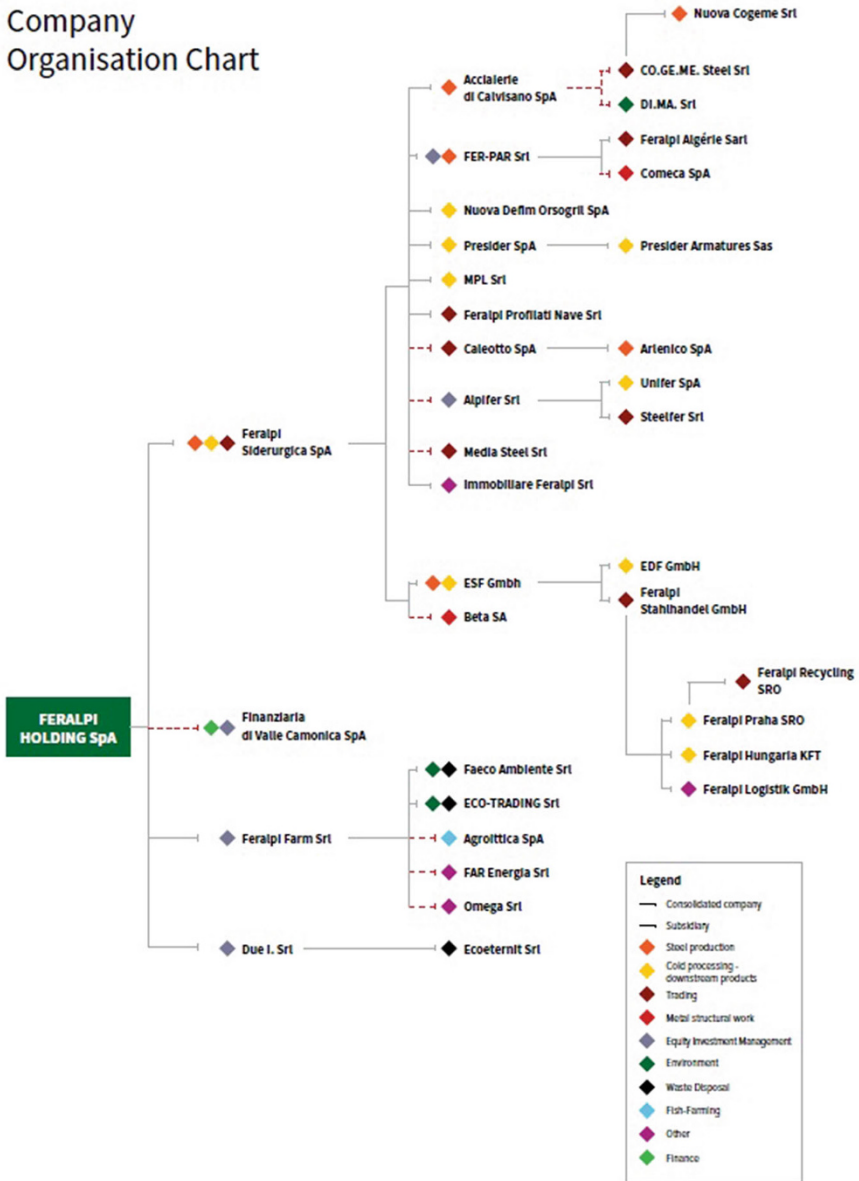 Company
Organisation Chart
Nuova Cogeme Srl
Acciaierie
di Calvisano SpA
CO.GE.ME. Steel Srl
DI.MA. Srl
FER-PAR Srl
Feralpi Algérie Sarl
Comeca SpA
Nuova Defim Orsogril SpA
Presider SpA
Presider Armatures Sas
MPL Srl
Feralpi Profilati Nave Srl
Caleotto SpA
Arlenico SpA
Alpifer Srl
Unifer SpA
Steelfer Srl
Feralpi
Siderurgica SpA
Media Steel Srl
Immobiliare Feralpi Srl
ESF Gmbh
EDF GmbH
Feralpi
Stahlhandel GmbH
Beta SA
Feralpi Recycling
SRO
Feralpi Praha SRO
Feralpi Hungaria KFT
Feralpi Logistik GmbH
FERALPI
HOLDING SpA
Finanziaria
di Valle Camonica SpA
Faeco Ambiente Srl
ECO-TRADING Srl
Feralpi Farm Srl
Agroittica SpA
FAR Energia Srl
Omega Srl
Due I. Srl
Ecoeternit Srl
Legend
Consolidated company
Subsidiary
Steel production
Cold processing -
downstream products
Trading
Metal structural work
Equity Investment Management
Environment
Waste Disposal
Fish-Farming
Other
Finance